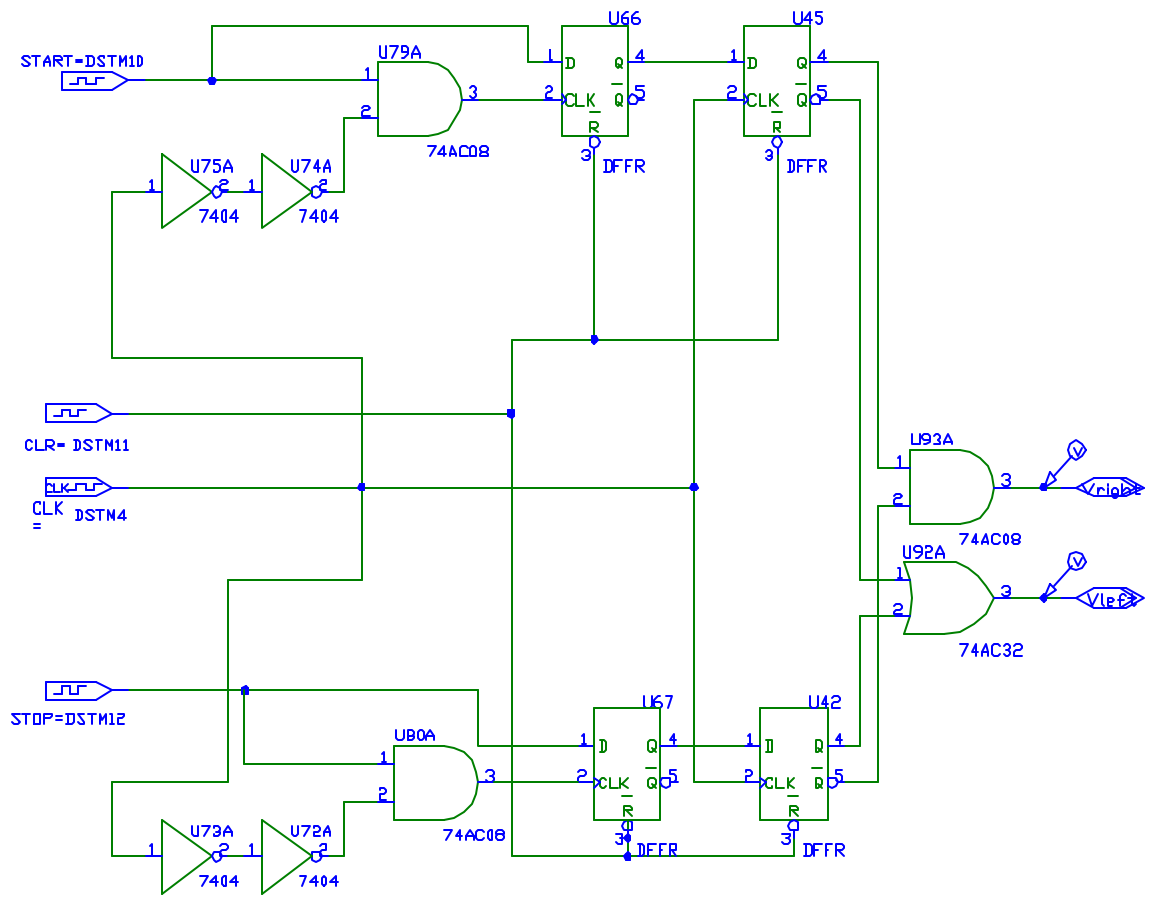 U66
U45
START=DSTM1D
U79A
1
D
Q
4
1
D
Q
4
1
2
3
2
CLK
Q
5
2
CLK
Q
5
R
R
74AC08
3
DFFR
3
DFFR
U75A
U74A
1
2
1
2
7404
7404
CLR= DSTM11
U93A
V
1
3
Vright
2
CLK
CLK
=
DSTM4
74AC08
U92A
V
1
3
Vleft
2
74AC32
STOP=DSTM12
U67
U42
U80A
1
D
Q
4
1
D
Q
4
1
2
3
2
CLK
Q
5
2
CLK
Q
5
R
R
74AC08
3
DFFR
3
DFFR
U73A
U72A
1
2
1
2
7404
7404